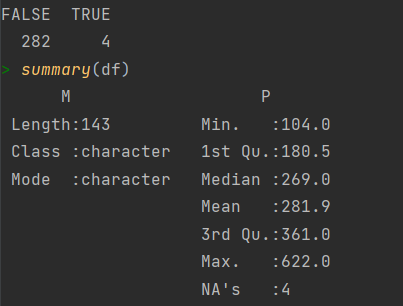 FALSE  TRUE
  282     4
> summary(df)
      M                  P
 Length:143         Min.   :104.0
 Class :character   1st Qu.:180.5
 Mode  :character   Median :269.0
                    Mean   :281.9
                    3rd Qu.:361.0
                    Max.   :622.0
                    NA's   :4